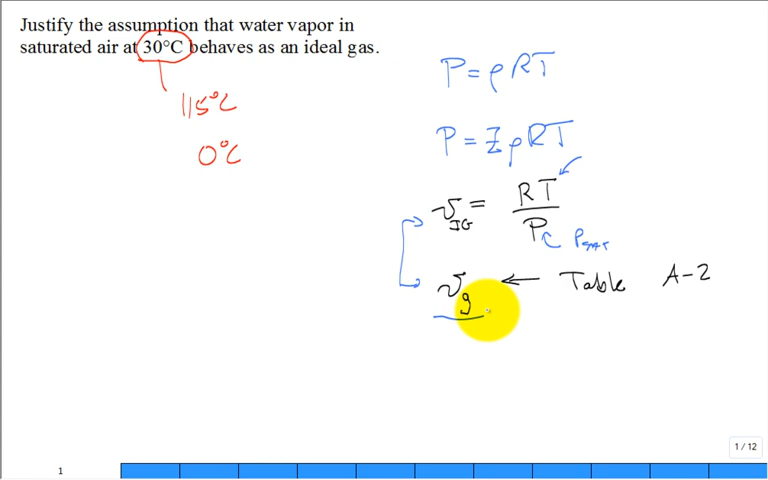 Justify the assumption that water vapor in
saturated air at 30°C behaves as an ideal gas.
115°C
0°C
P = ρRT
P = ZρRT
v_IG = RT / P
P_SAT
v_g ← Table A-2
1 / 12
1